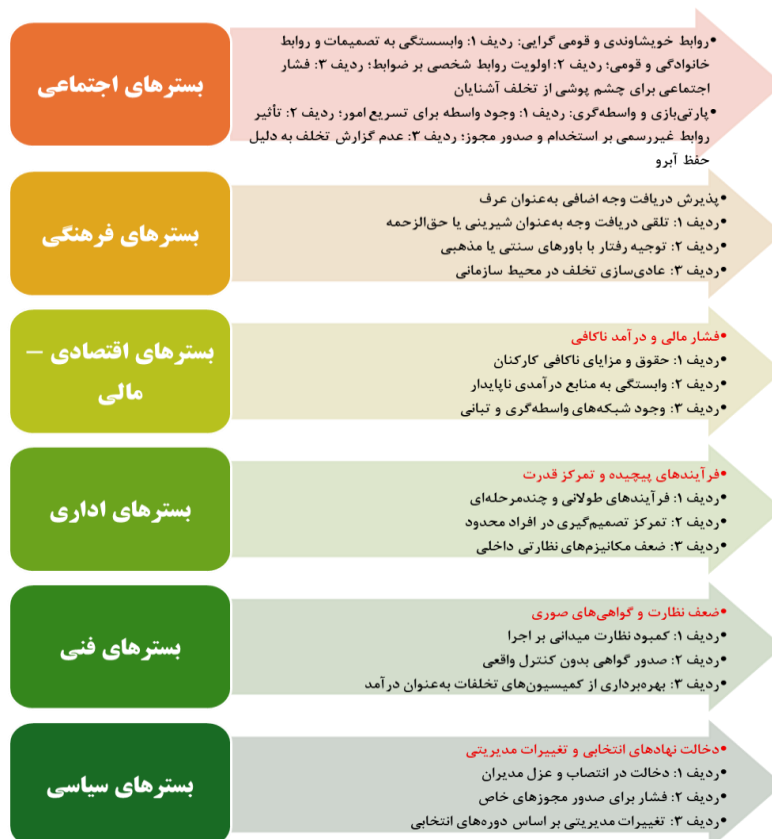 بسترهای اجتماعی
•روابط خویشاوندی و قومی گرایی: ردیف ۱: وابستگی به تصمیمات و روابط
خانوادگی و قومی؛ ردیف ۲: اولویت روابط شخصی بر ضوابط؛ ردیف ۳: فشار
اجتماعی برای چشم پوشی از تخلف آشنایان
•پارتی‌بازی و واسطه‌گری: ردیف ۱: وجود واسطه برای تسریع امور؛ ردیف ۲: تأثیر
روابط غیررسمی بر استخدام و صدور مجوز؛ ردیف ۳: عدم گزارش تخلف به دلیل
حفظ آبرو
بسترهای فرهنگی
•پذیرش دریافت وجه اضافی به‌عنوان عرف
•ردیف ۱: تلقی دریافت وجه به‌عنوان شیرینی یا حق‌الزحمه
•ردیف ۲: توجیه رفتار با باورهای سنتی یا مذهبی
•ردیف ۳: عادی‌سازی تخلف در محیط سازمانی
بسترهای اقتصادی –
مالی
•فشار مالی و درآمد ناکافی
•ردیف ۱: حقوق و مزایای ناکافی کارکنان
•ردیف ۲: وابستگی به منابع درآمدی ناپایدار
•ردیف ۳: وجود شبکه‌های واسطه‌گری و تبانی
بسترهای اداری
•فرآیندهای پیچیده و تمرکز قدرت
•ردیف ۱: فرآیندهای طولانی و چندمرحله‌ای
•ردیف ۲: تمرکز تصمیم‌گیری در افراد محدود
•ردیف ۳: ضعف مکانیزم‌های نظارتی داخلی
بسترهای فنی
•ضعف نظارت و گواهی‌های صوری
•ردیف ۱: کمبود نظارت میدانی بر اجرا
•ردیف ۲: صدور گواهی بدون کنترل واقعی
•ردیف ۳: بهره‌برداری از کمیسیون‌های تخلفات به‌عنوان درآمد
بسترهای سیاسی
•دخالت نهادهای انتخابی و تغییرات مدیریتی
•ردیف ۱: دخالت در انتصاب و عزل مدیران
•ردیف ۲: فشار برای صدور مجوزهای خاص
•ردیف ۳: تغییرات مدیریتی بر اساس دوره‌های انتخابی